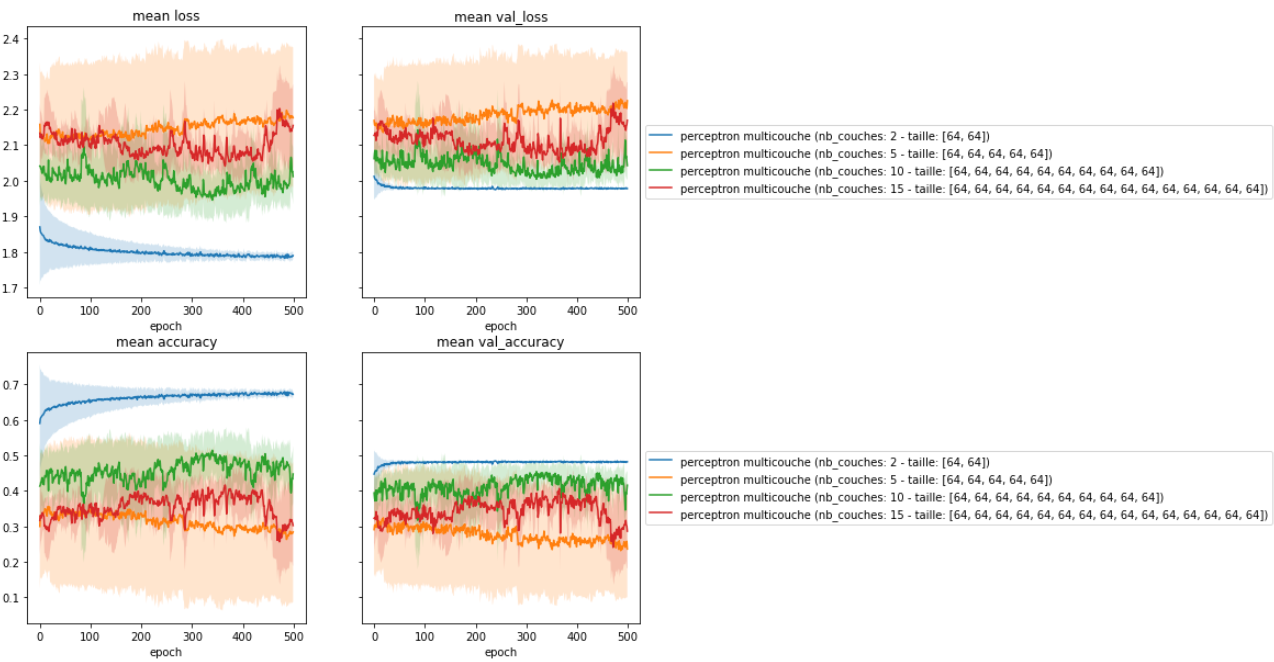 mean loss
mean val_loss
2.4
2.3
2.2
2.1
2.0
1.9
1.8
1.7
0 100 200 300 400 500
epoch
0 100 200 300 400 500
epoch
perceptron multicouche (nb_couches: 2 - taille: [64, 64])
perceptron multicouche (nb_couches: 5 - taille: [64, 64, 64, 64, 64])
perceptron multicouche (nb_couches: 10 - taille: [64, 64, 64, 64, 64, 64, 64, 64, 64, 64])
perceptron multicouche (nb_couches: 15 - taille: [64, 64, 64, 64, 64, 64, 64, 64, 64, 64, 64, 64, 64, 64, 64])
mean accuracy
mean val_accuracy
0.7
0.6
0.5
0.4
0.3
0.2
0.1
0 100 200 300 400 500
epoch
0 100 200 300 400 500
epoch
perceptron multicouche (nb_couches: 2 - taille: [64, 64])
perceptron multicouche (nb_couches: 5 - taille: [64, 64, 64, 64, 64])
perceptron multicouche (nb_couches: 10 - taille: [64, 64, 64, 64, 64, 64, 64, 64, 64, 64])
perceptron multicouche (nb_couches: 15 - taille: [64, 64, 64, 64, 64, 64, 64, 64, 64, 64, 64, 64, 64, 64, 64])